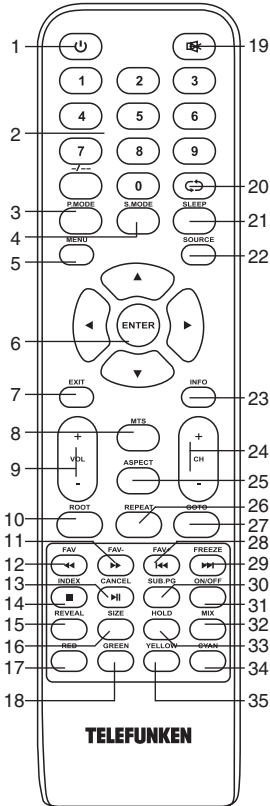 1 19
1 2 3
2
4 5 6
7 8 9
-/--
0 20
3 P.MODE S.MODE SLEEP 21
4
5 MENU SOURCE 22
6 ENTER
7 EXIT INFO 23
8 MTS
+ +
9 VOL CH 24
- -
ASPECT 25
10 ROOT REPEAT GOTO 26
27
11 28
12 FAV FAV- FAV+ FREEZE 29
13 30
14 INDEX CANCEL SUB.PG ON/OFF 31
15 REVEAL SIZE HOLD MIX 32
16 33
17 RED GREEN YELLOW CYAN 34
18 35
TELEFUNKEN